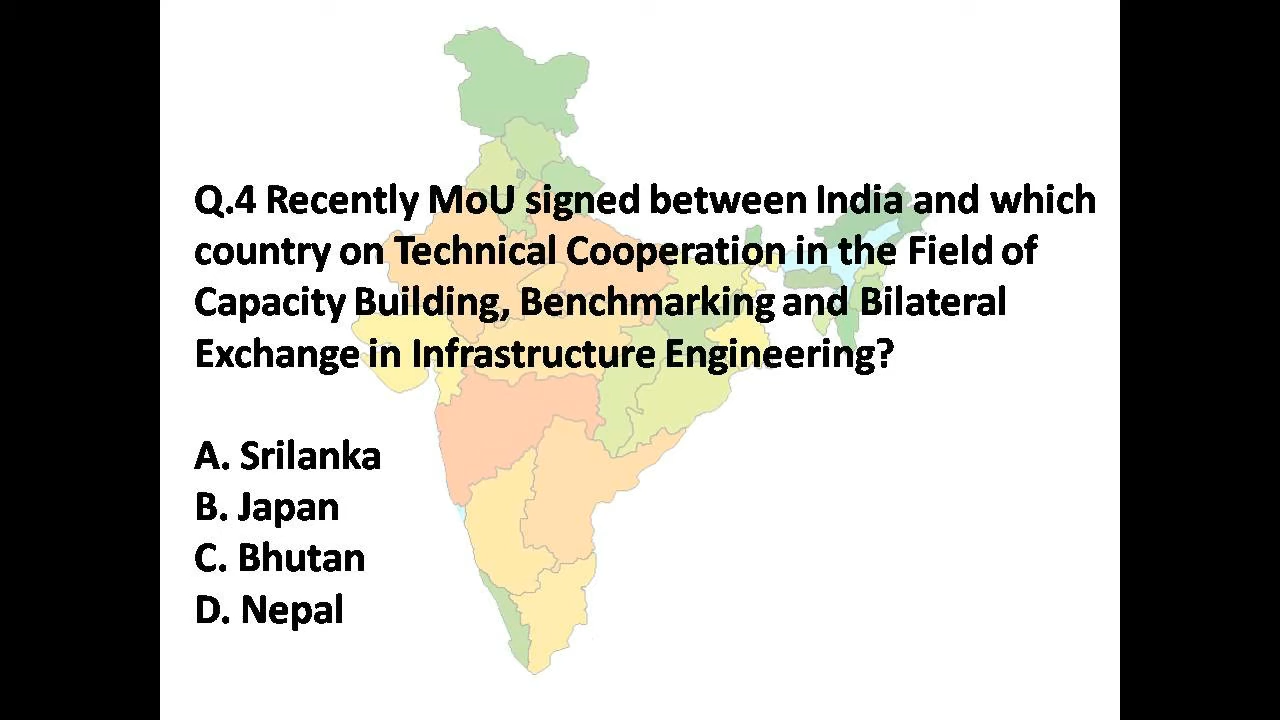 Q.4 Recently MoU signed between India and which
country on Technical Cooperation in the Field of
Capacity Building, Benchmarking and Bilateral
Exchange in Infrastructure Engineering?
A. Srilanka
B. Japan
C. Bhutan
D. Nepal